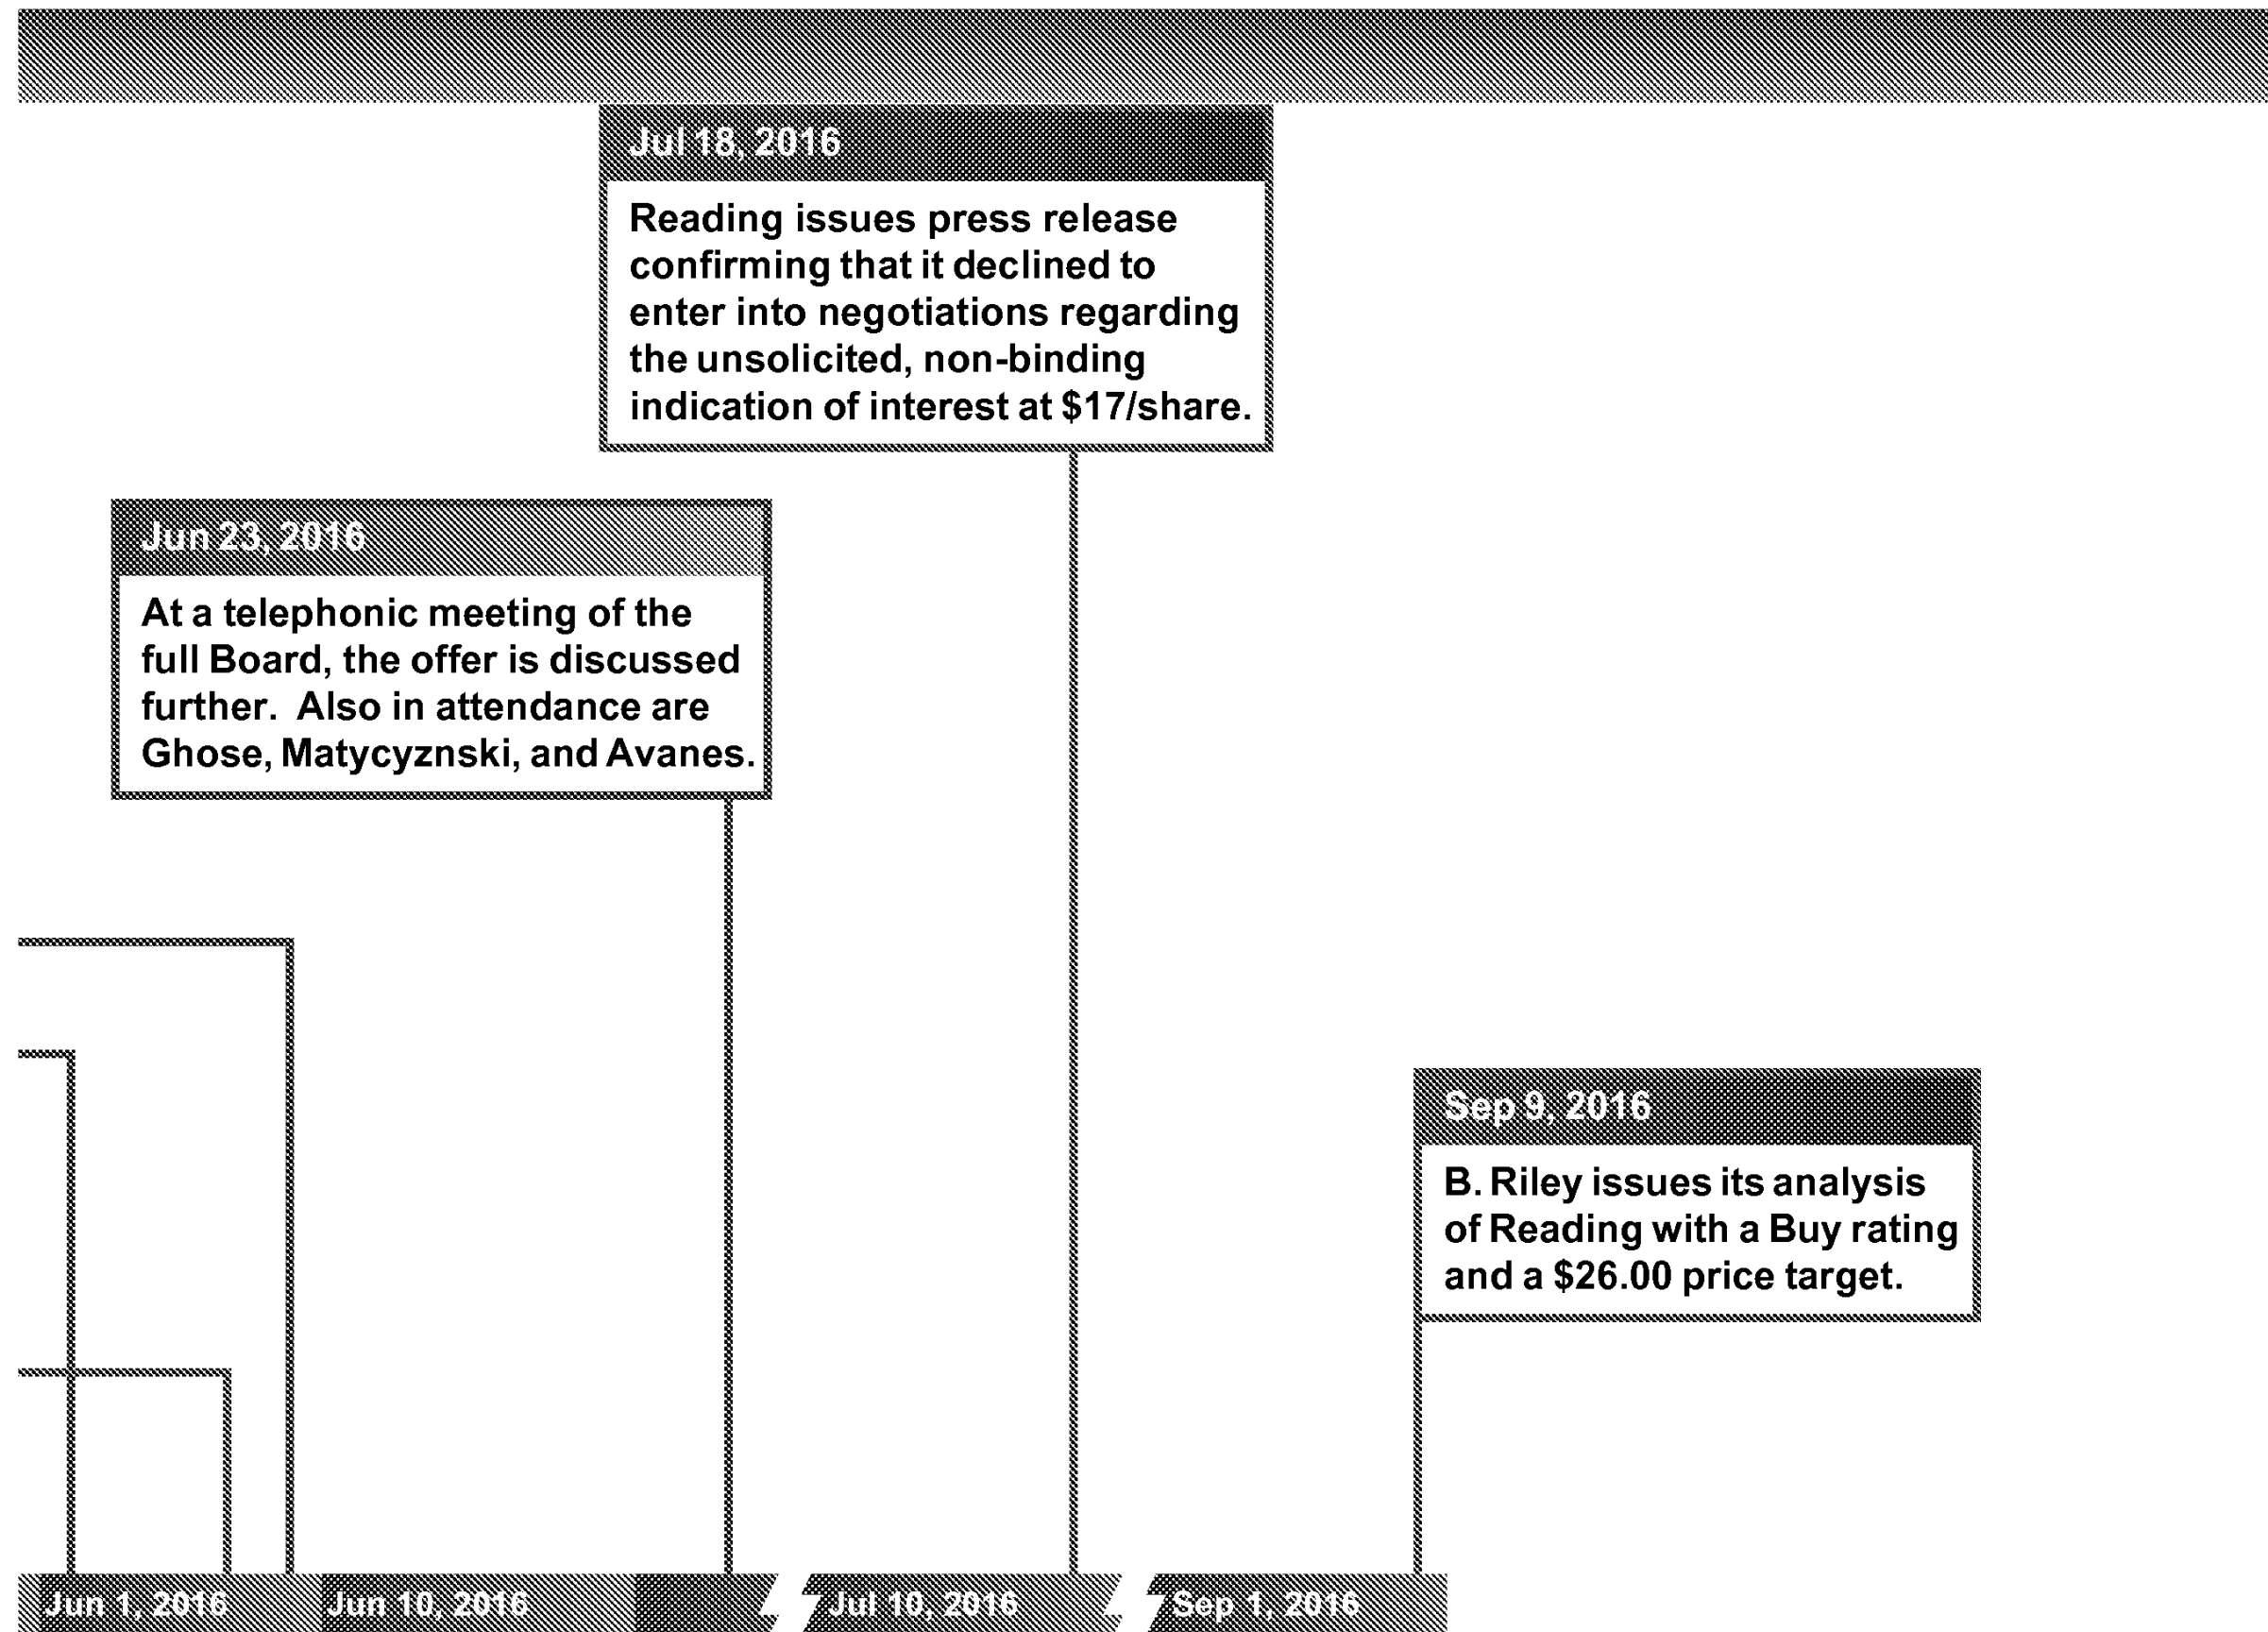 Jul 18, 2016
Reading issues press release
confirming that it declined to
enter into negotiations regarding
the unsolicited, non-binding
indication of interest at $17/share.
Jun 23, 2016
At a telephonic meeting of the
full Board, the offer is discussed
further.  Also in attendance are
Ghose, Matycyznski, and Avanes.
Sep 9, 2016
B. Riley issues its analysis
of Reading with a Buy rating
and a $26.00 price target.
Jun 1, 2016
Jun 10, 2016
Jul 10, 2016
Sep 1, 2016